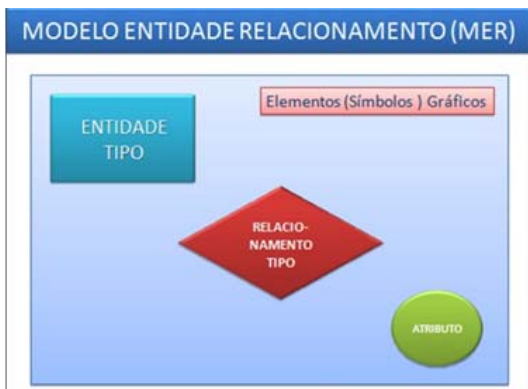 MODELO ENTIDADE RELACIONAMENTO (MER)
Elementos (Símbolos ) Gráficos
ENTIDADE
TIPO
RELACIO-
NAMENTO
TIPO
ATRIBUTO